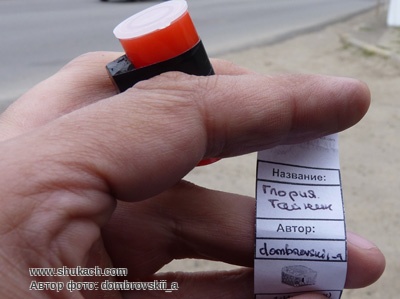 Название:
Глория
Тайник
Автор:
dombrovskii_a
www.shukach.com
Автор фото: dombrovskii_a